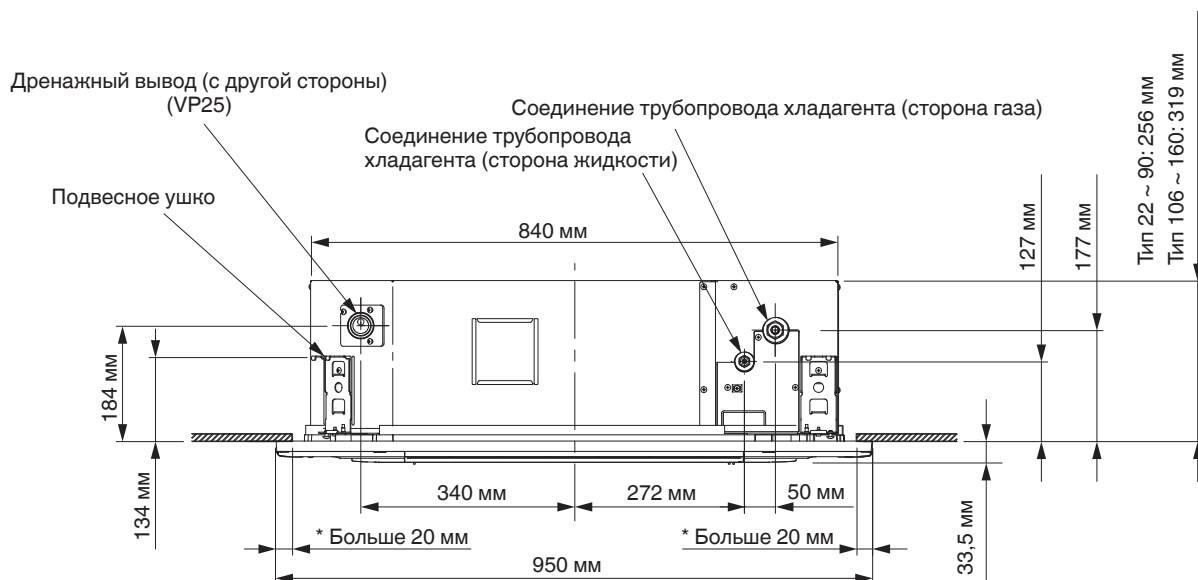 Дренажный вывод (с другой стороны)
(VP25)
Соединение трубопровода хладагента (сторона газа)
Соединение трубопровода
хладагента (сторона жидкости)
Подвесное ушко
840 мм
127 мм
177 мм
Тип 22 ~ 90: 256 мм
Тип 106 ~ 160: 319 мм
184 мм
134 мм
340 мм
272 мм
50 мм
33,5 мм
* Больше 20 мм
* Больше 20 мм
950 мм